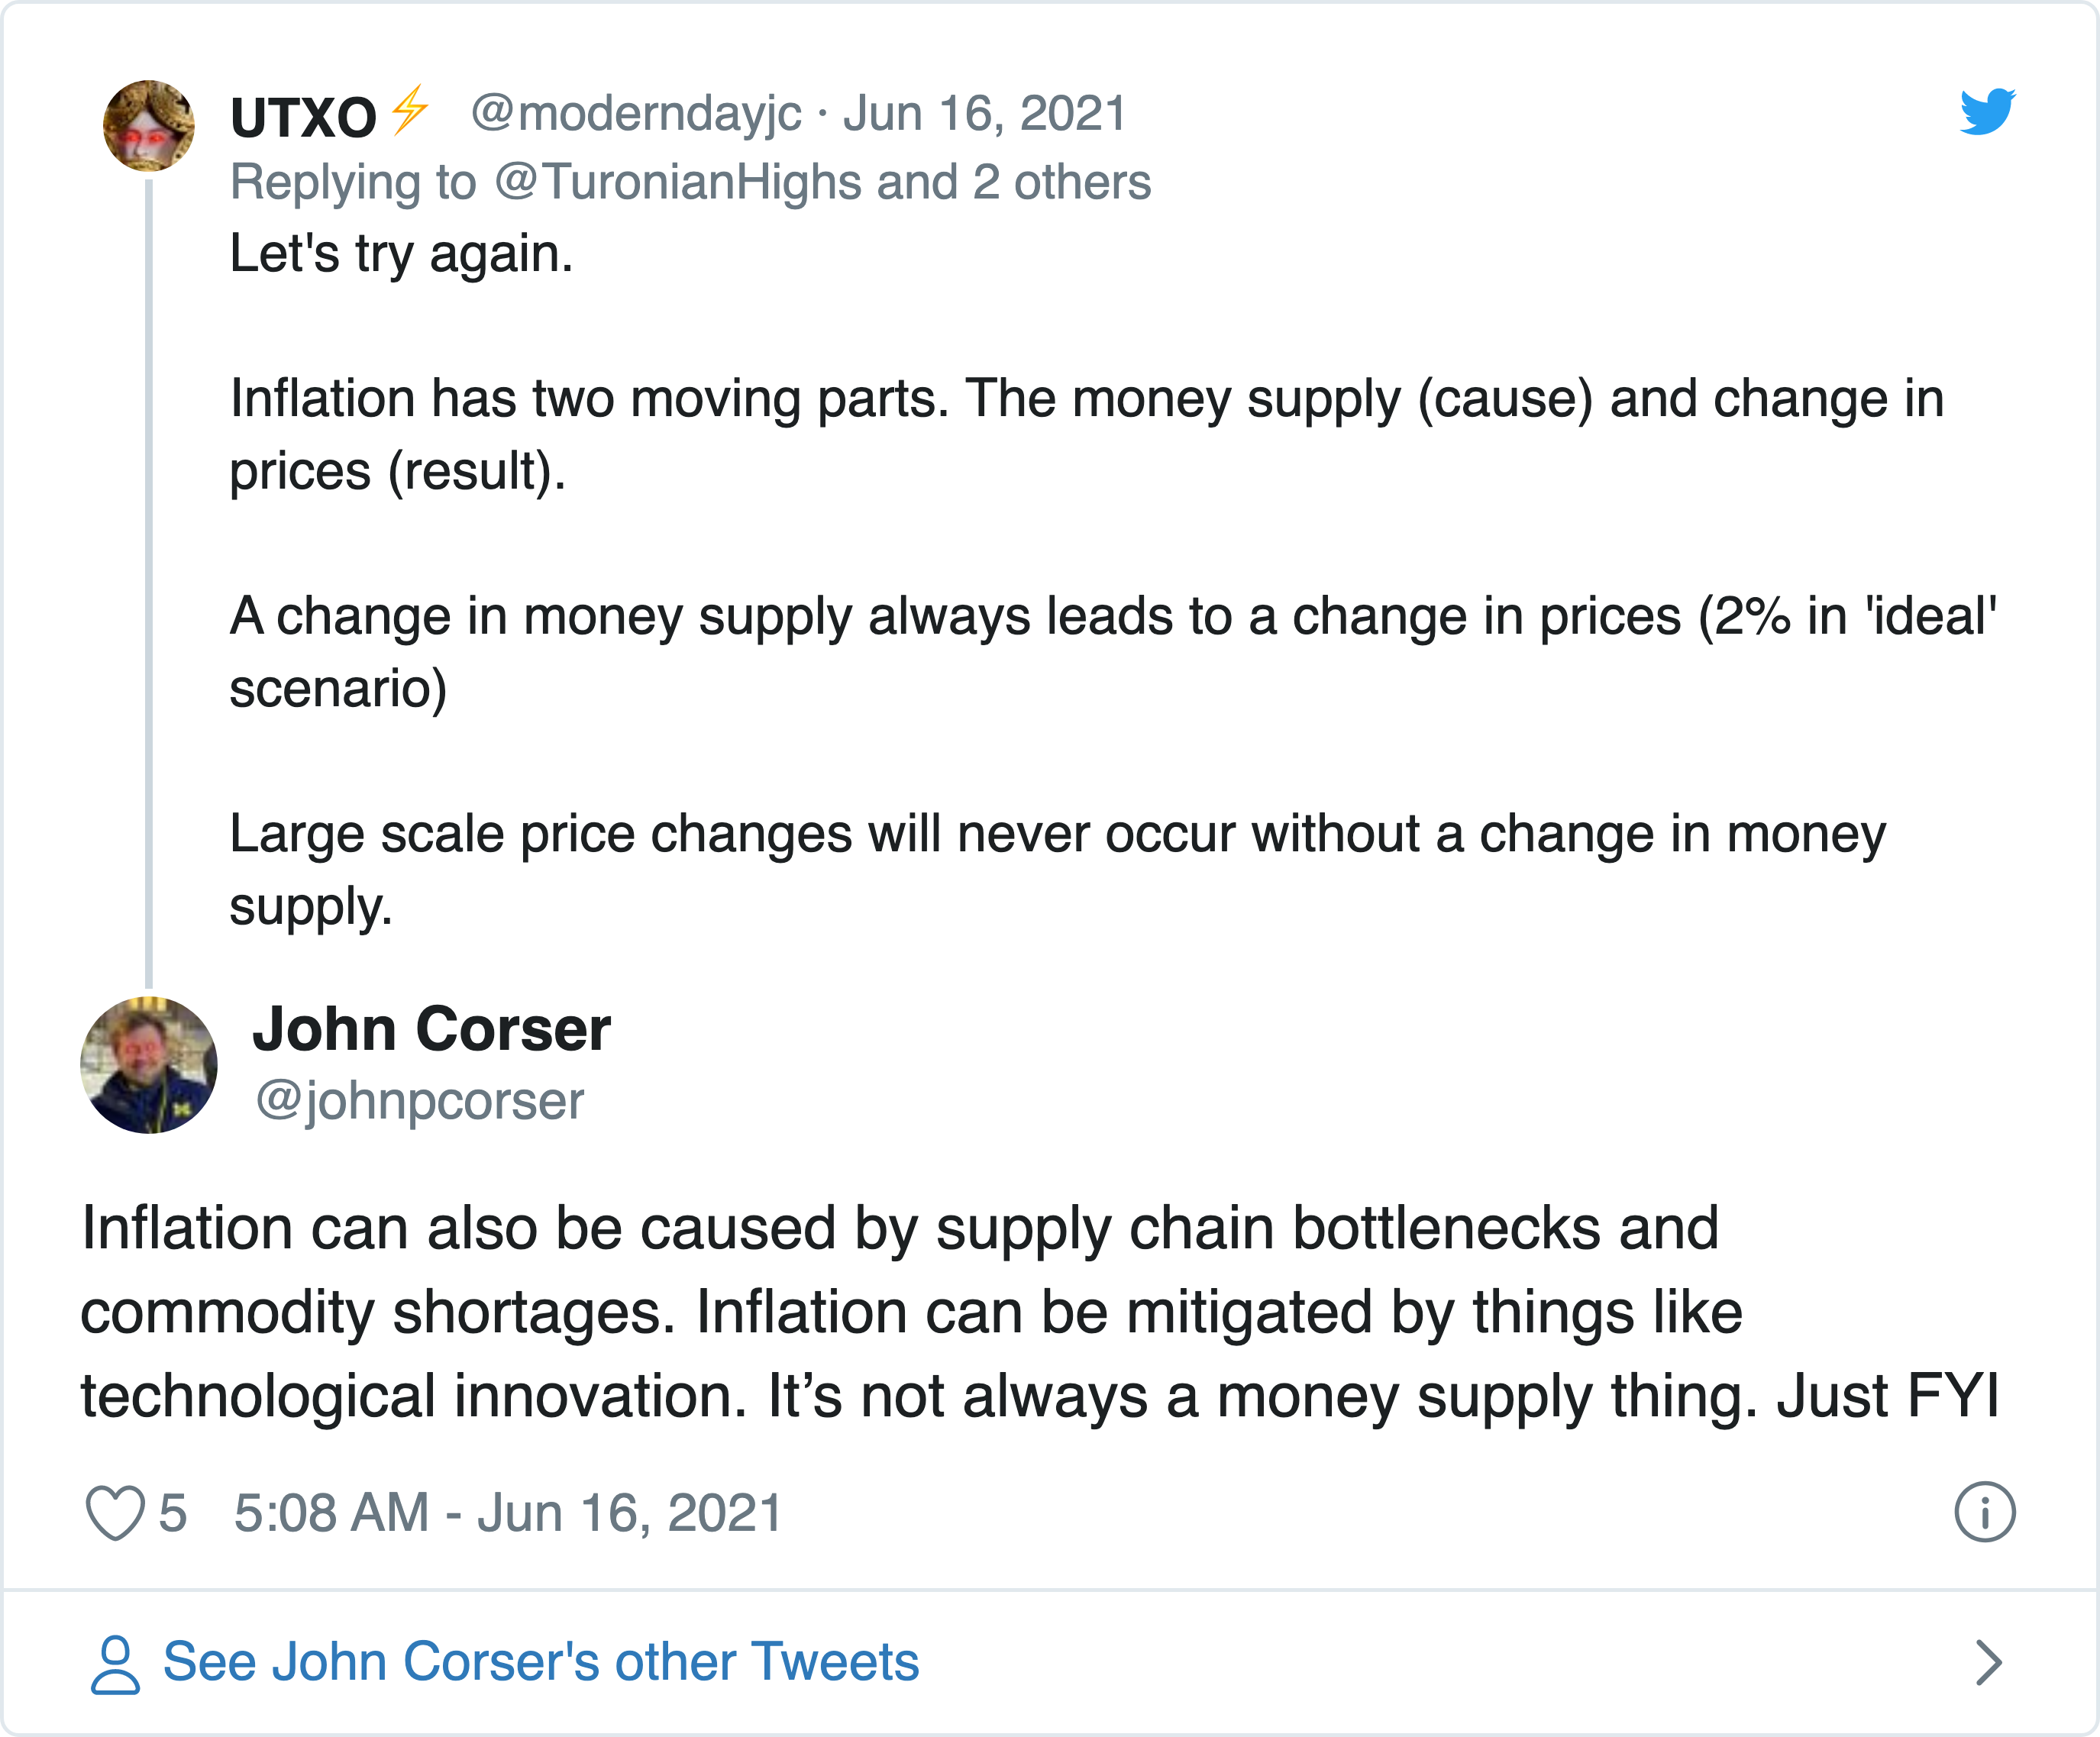 UTXO⚡ @moderndayjc · Jun 16, 2021
Replying to @TuronianHighs and 2 others
Let's try again.
Inflation has two moving parts. The money supply (cause) and change in
prices (result).
A change in money supply always leads to a change in prices (2% in 'ideal'
scenario)
Large scale price changes will never occur without a change in money
supply.
John Corser
@johnpcorser
Inflation can also be caused by supply chain bottlenecks and
commodity shortages. Inflation can be mitigated by things like
technological innovation. It’s not always a money supply thing. Just FYI
5 5:08 AM - Jun 16, 2021
See John Corser's other Tweets